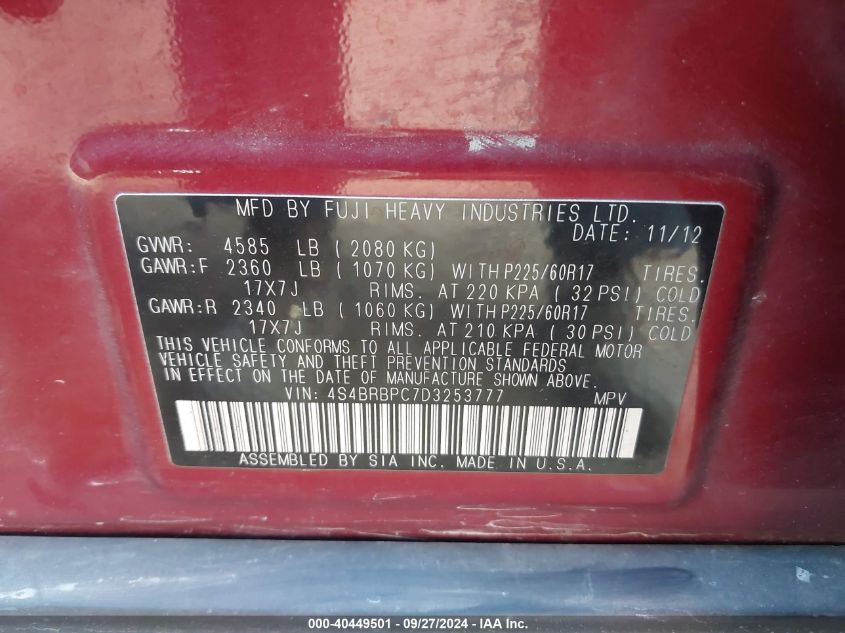 MFD BY FUJI HEAVY INDUSTRIES LTD.
DATE: 11/12
GVWR: 4585 LB ( 2080 KG)
GAWR:F 2360 LB ( 1070 KG) WITHP225/60R17 TIRES.
17X7J RIMS. AT 220 KPA ( 32 PSI) COLD
GAWR:R 2340 LB ( 1060 KG) WITHP225/60R17 TIRES.
17X7J RIMS. AT 210 KPA ( 30 PSI) COLD
THIS VEHICLE CONFORMS TO ALL APPLICABLE FEDERAL MOTOR
VEHICLE SAFETY AND THEFT PREVENTION STANDARDS
IN EFFECT ON THE DATE OF MANUFACTURE SHOWN ABOVE.
VIN: 4S4BRBPC7D3253777 MPV
ASSEMBLED BY SIA INC. MADE IN U.S.A.
000-40449501 - 09/27/2024 - IAA Inc.